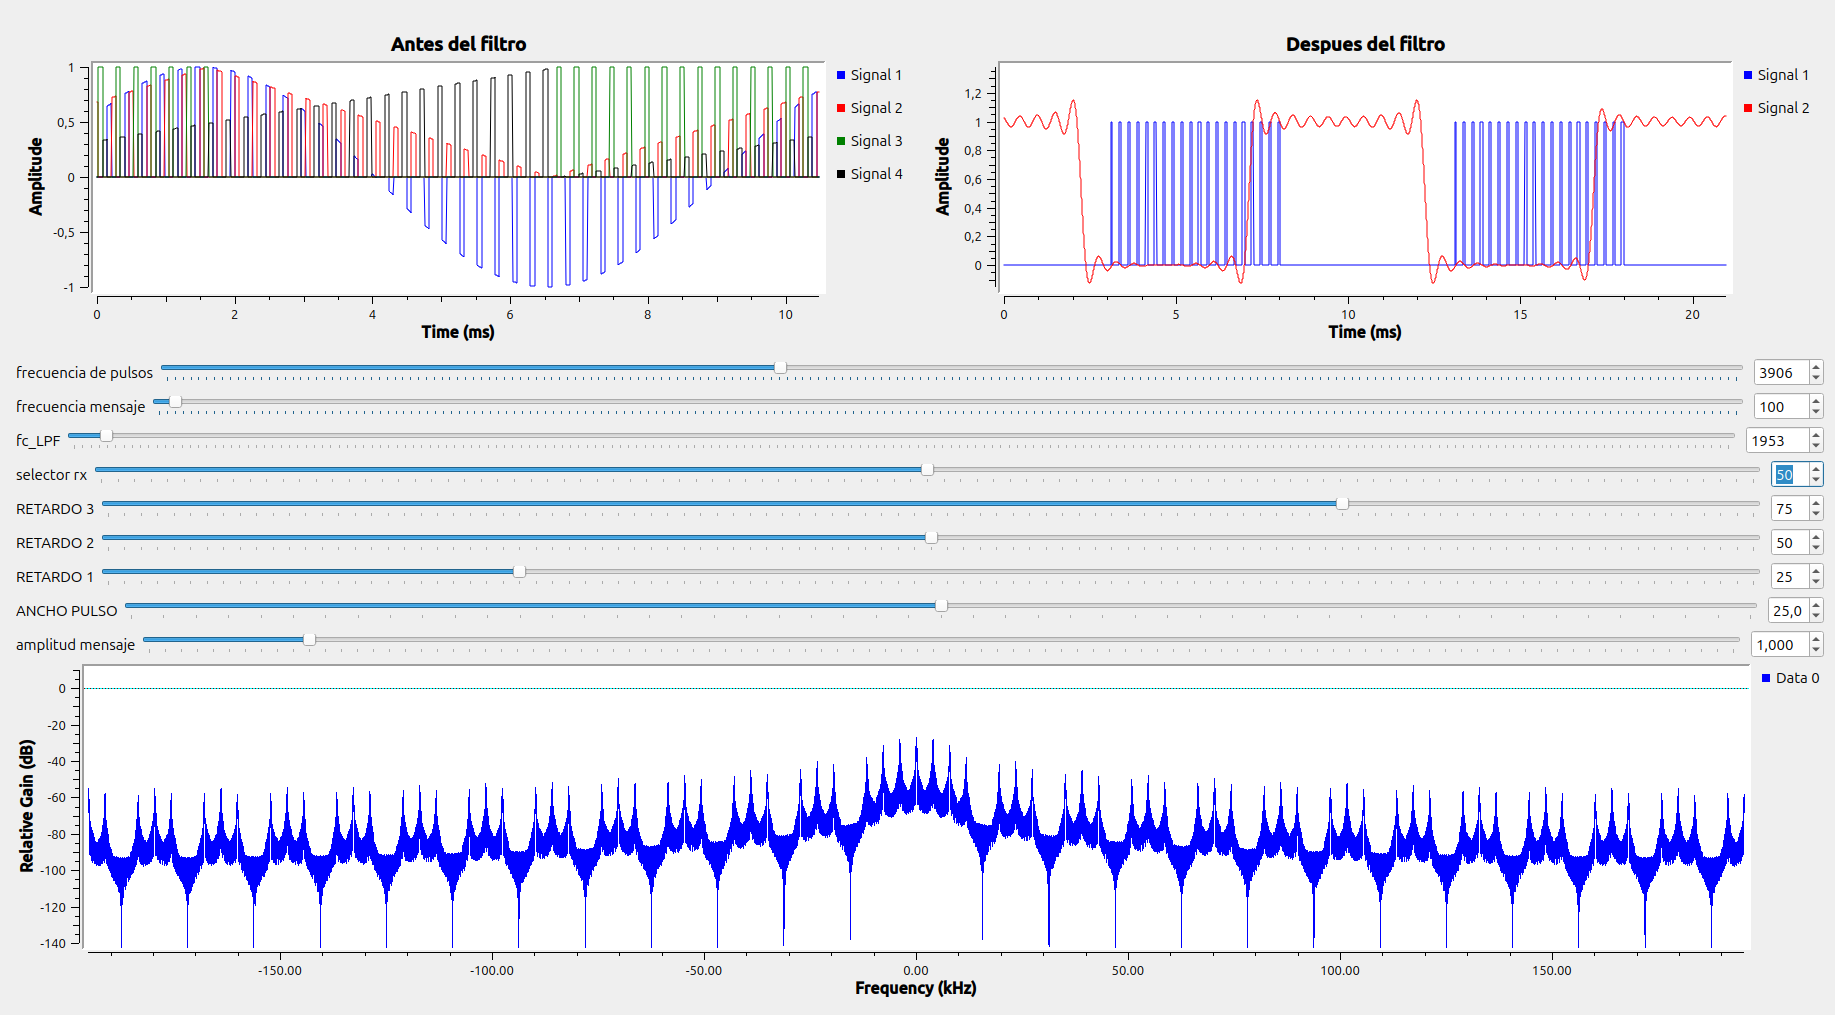 Antes del filtro
Amplitude
1
0,5
0
-0,5
-1
0 2 4 6 8 10
Time (ms)
Signal 1
Signal 2
Signal 3
Signal 4
Despues del filtro
Amplitude
1,2
1
0,8
0,6
0,4
0,2
0
0 5 10 15 20
Time (ms)
Signal 1
Signal 2
frecuencia de pulsos 3906
frecuencia mensaje 100
fc_LPF 1953
selector rx 50
RETARDO 3 75
RETARDO 2 50
RETARDO 1 25
ANCHO PULSO 25,0
amplitud mensaje 1,000
Relative Gain (dB)
0
-20
-40
-60
-80
-100
-120
-140
-150.00 -100.00 -50.00 0.00 50.00 100.00 150.00
Frequency (kHz)
Data 0